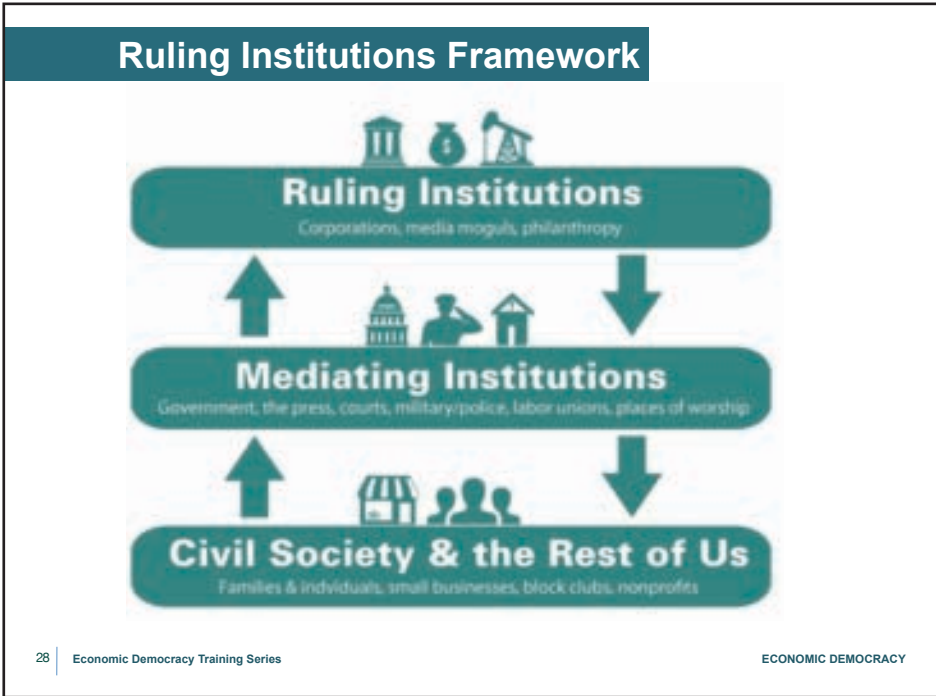 Ruling Institutions Framework
$
Ruling Institutions
Corporations, media moguls, philanthropy
Mediating Institutions
Government, the press, courts, military/police, labor unions, places of worship
Civil Society & the Rest of Us
Families & individuals, small businesses, block clubs, nonprofits
28 Economic Democracy Training Series ECONOMIC DEMOCRACY